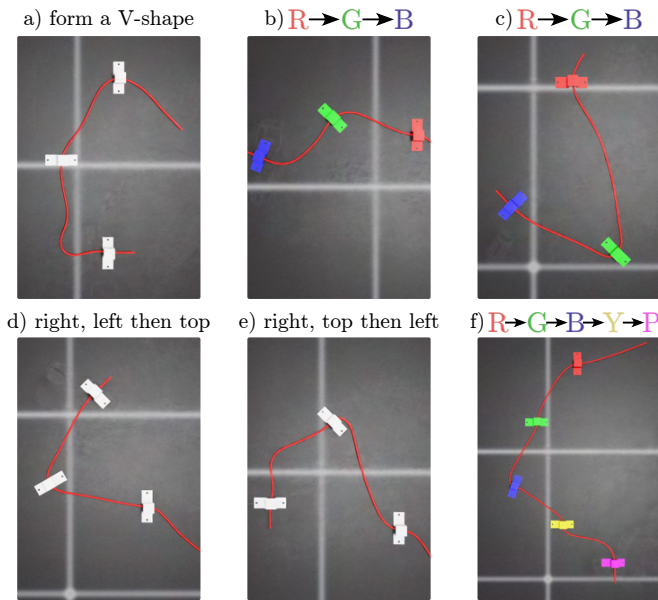 a) form a V-shape
b) R→G→B
c) R→G→B
d) right, left then top
e) right, top then left
f) R→G→B→Y→P